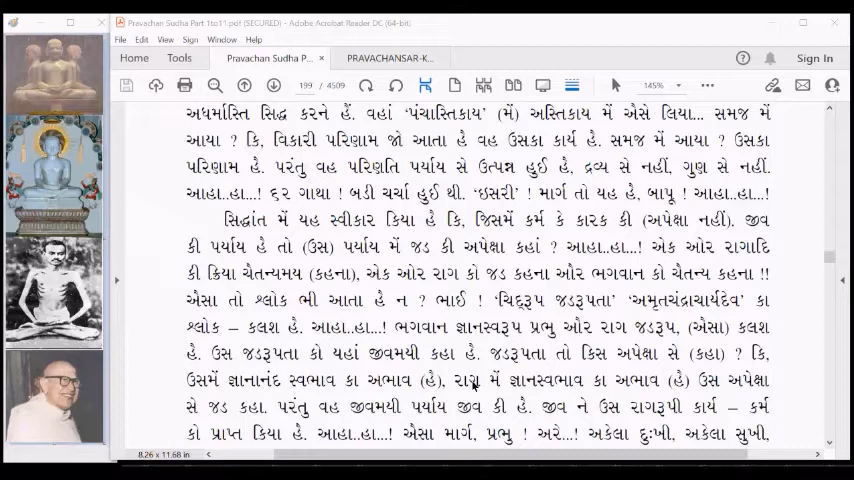 Pravachan Sudha Part 1to11.pdf (SECURED) - Adobe Acrobat Reader DC (64-bit)
File Edit View Sign Window Help
Home Tools Pravachan Sudha P... × PRAVACHANSAR-K... Sign In
199 / 4509 145%
અધર્માસ્તિ સિદ્ધ કરને હૈં. વહાં ‘પંચાસ્તિકાય’ (મેં) અસ્તિકાય મેં ઐસે લિયા... સમજ મેં
આયા ? કિ, વિકારી પરિણામ જો આતા હૈ વહ ઉસકા કાર્ય હૈ. સમજ મેં આયા ? ઉસકા
પરિણામ હૈ. પરંતુ વહ પરિણતિ પર્યાય સે ઉત્પન્ન હુઈ હૈ, દ્રવ્ય સે નહીં, ગુણ સે નહીં.
આહા..હા...! ૬૨ ગાથા ! બડી ચર્ચા હુઈ થી. ‘ઇસરી’ ! માર્ગ તો યહ હૈ, બાપૂ ! આહા..હા...!
સિદ્ધાંત મેં યહ સ્વીકાર કિયા હૈ કિ, જિસમેં કર્મ કે કારક કી (અપેક્ષા નહીં). જીવ
કી પર્યાય હૈ તો (ઉસ) પર્યાય મેં જડ કી અપેક્ષા કહાં ? આહા..હા...! એક ઓર રાગાદિ
કી ક્રિયા ચૈતન્યમય (કહના), એક ઓર રાગ કો જડ કહના ઔર ભગવાન કો ચૈતન્ય કહના !!
ઐસા તો શ્લોક ભી આતા હૈ ન ? ભાઈ ! ‘ચિદ્‌રૂપ જડરૂપતા’ ‘અમૃતચંદ્રાચાર્યદેવ’ કા
શ્લોક – કલશ હૈ. આહા..હા...! ભગવાન જ્ઞાનસ્વરૂપ પ્રભુ ઔર રાગ જડરૂપ, (ઐસા) કલશ
હૈ. ઉસ જડરૂપતા કો યહાં જીવમયી કહા હૈ. જડરૂપતા તો કિસ અપેક્ષા સે (કહા) ? કિ,
ઉસમેં જ્ઞાનાનંદ સ્વભાવ કા અભાવ (હૈ), રાગ મેં જ્ઞાનસ્વભાવ કા અભાવ (હૈ) ઉસ અપેક્ષા
સે જડ કહા. પરંતુ વહ જીવમયી પર્યાય જીવ કી હૈ. જીવ ને ઉસ રાગરૂપી કાર્ય – કર્મ
કો પ્રાપ્ત કિયા હૈ. આહા..હા...! ઐસા માર્ગ, પ્રભુ ! અરે...! અકેલા દુઃખી, અકેલા સુખી,
8.26 x 11.68 in